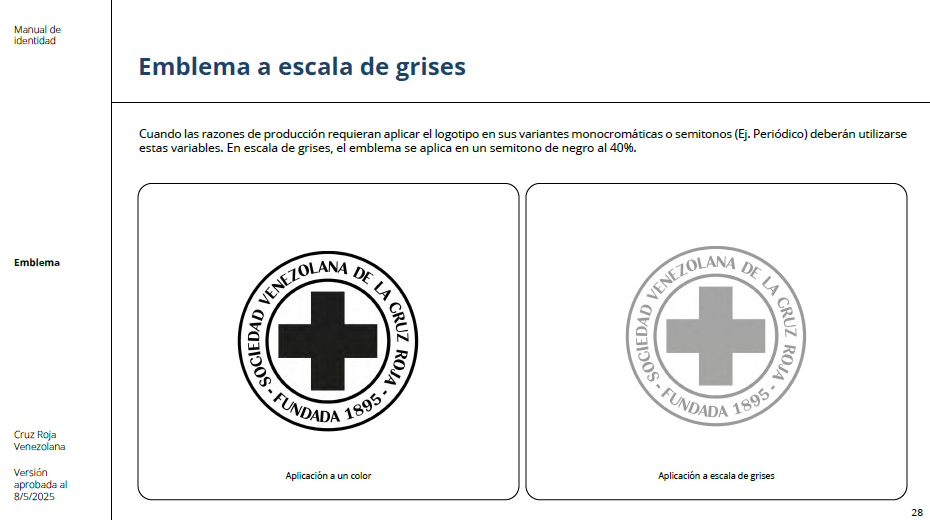 Manual de
identidad
Emblema a escala de grises
Cuando las razones de producción requieran aplicar el logotipo en sus variantes monocromáticas o semitonos (Ej. Periódico) deberán utilizarse
estas variables. En escala de grises, el emblema se aplica en un semitono de negro al 40%.
Emblema
SOCIEDAD VENEZOLANA DE LA CRUZ ROJA
- FUNDADA 1895 -
Aplicación a un color
SOCIEDAD VENEZOLANA DE LA CRUZ ROJA
- FUNDADA 1895 -
Aplicación a escala de grises
Cruz Roja
Venezolana
Versión
aprobada al
8/5/2025
28